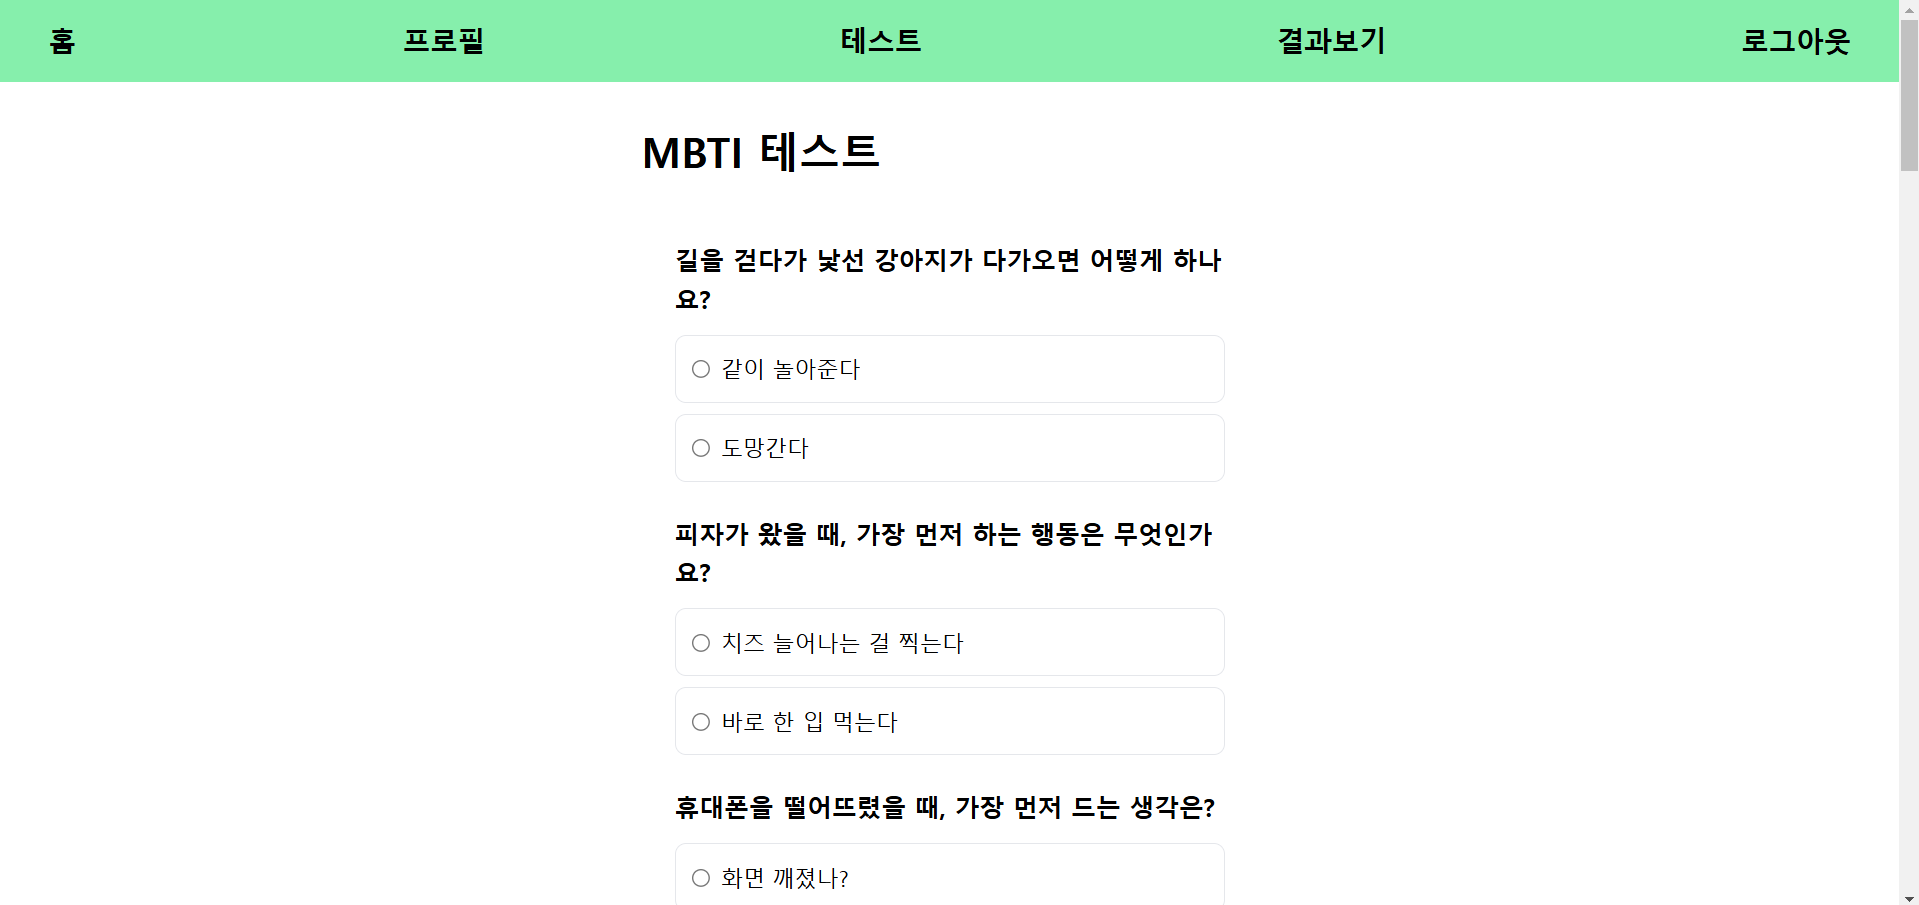 홈 프로필 테스트 결과보기 로그아웃
MBTI 테스트
길을 걷다가 낯선 강아지가 다가오면 어떻게 하나
요?
같이 놀아준다
도망간다
피자가 왔을 때, 가장 먼저 하는 행동은 무엇인가
요?
치즈 늘어나는 걸 찍는다
바로 한 입 먹는다
휴대폰을 떨어뜨렸을 때, 가장 먼저 드는 생각은?
화면 깨졌나?